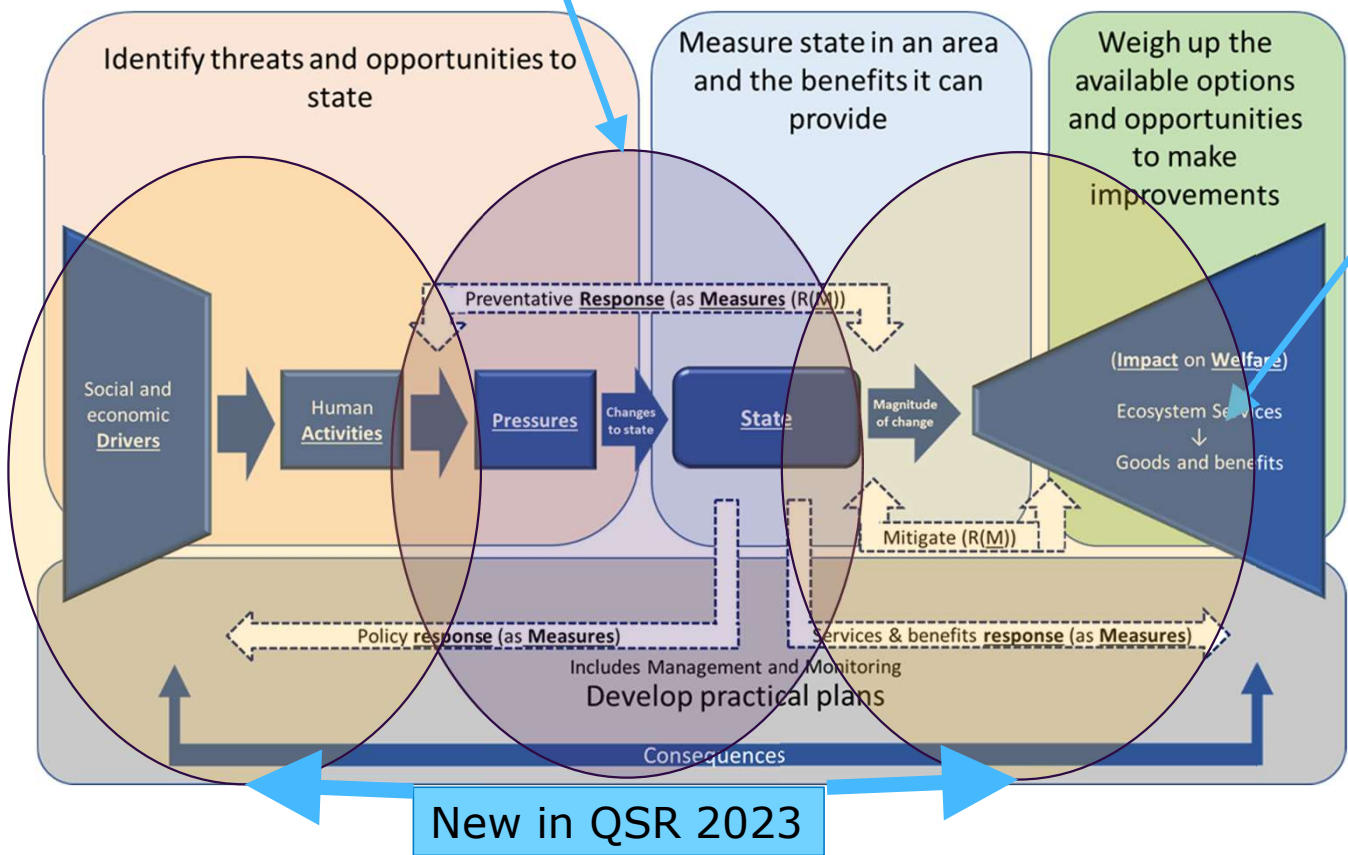 Identify threats and opportunities to
state
Measure state in an area
and the benefits it can
provide
Weigh up the
available options
and opportunities
to make
improvements
Preventative Response (as Measures (R(M))
Social and
economic
Drivers
Human
Activities
Pressures
Changes
to state
State
Magnitude
of change
(Impact on Welfare)
Ecosystem Services
↓
Goods and benefits
Mitigate (R(M))
Policy response (as Measures)
Services & benefits response (as Measures)
Includes Management and Monitoring
Develop practical plans
Consequences
New in QSR 2023